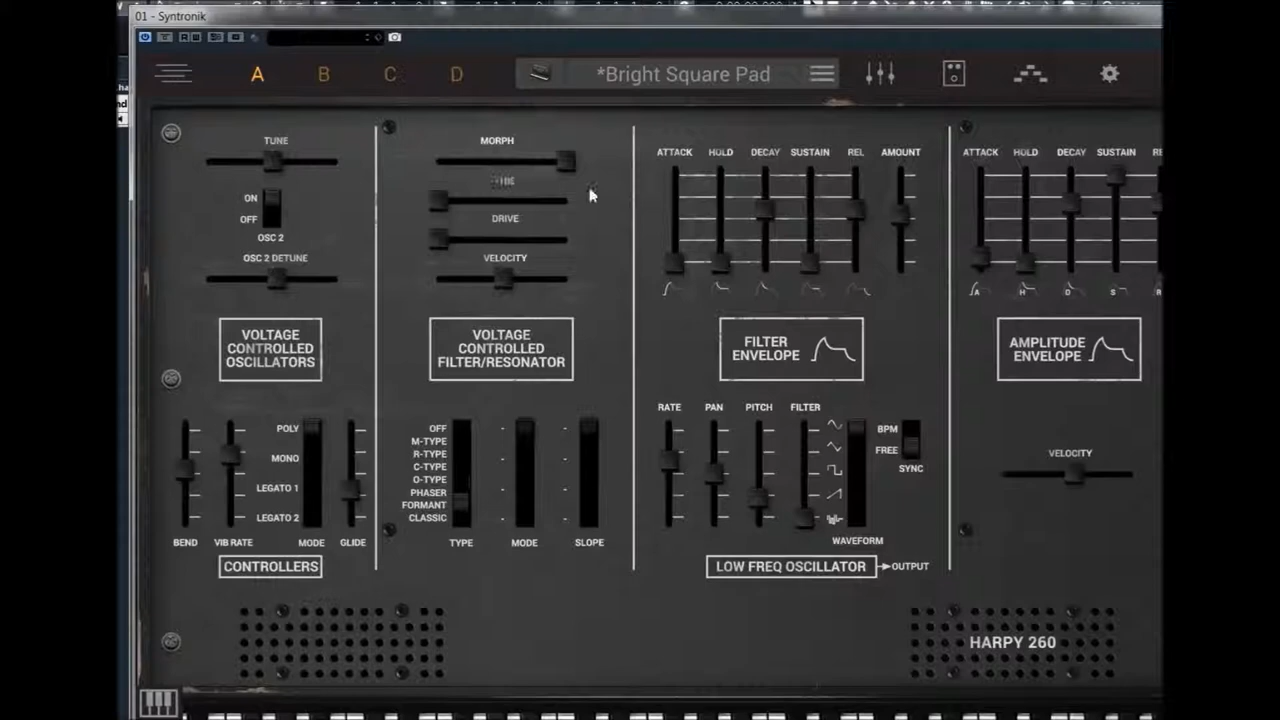 01 - Syntronik
A B C D
*Bright Square Pad
TUNE
ON
OFF
OSC 2
OSC 2 DETUNE
VOLTAGE
CONTROLLED
OSCILLATORS
MORPH
DRIVE
VELOCITY
VOLTAGE
CONTROLLED
FILTER/RESONATOR
ATTACK HOLD DECAY SUSTAIN REL AMOUNT
FILTER
ENVELOPE
ATTACK HOLD DECAY SUSTAIN
A H D S
AMPLITUDE
ENVELOPE
POLY
MONO
LEGATO 1
LEGATO 2
BEND VIB RATE MODE GLIDE
CONTROLLERS
OFF
M-TYPE
R-TYPE
C-TYPE
O-TYPE
PHASER
FORMANT
CLASSIC
TYPE MODE SLOPE
RATE PAN PITCH FILTER
BPM
FREE
SYNC
WAVEFORM
LOW FREQ OSCILLATOR OUTPUT
VELOCITY
HARPY 260